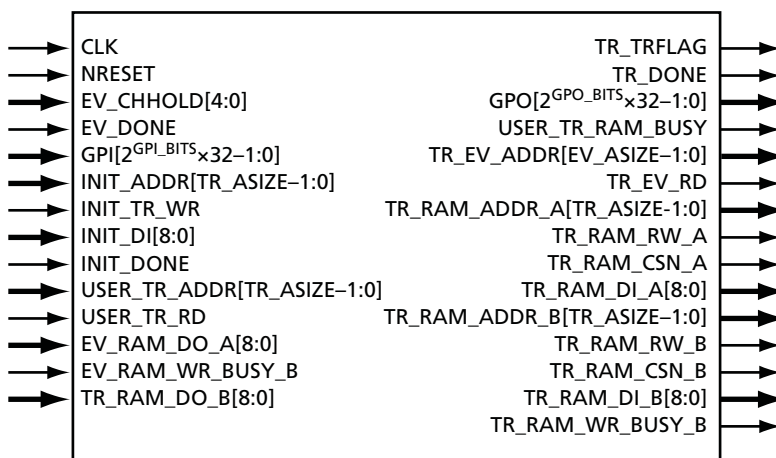 CLK
NRESET
EV_CHHOLD[4:0]
EV_DONE
GPI[2^GPI_BITS×32–1:0]
INIT_ADDR[TR_ASIZE–1:0]
INIT_TR_WR
INIT_DI[8:0]
INIT_DONE
USER_TR_ADDR[TR_ASIZE–1:0]
USER_TR_RD
EV_RAM_DO_A[8:0]
EV_RAM_WR_BUSY_B
TR_RAM_DO_B[8:0]
TR_TRFLAG
TR_DONE
GPO[2^GPO_BITS×32–1:0]
USER_TR_RAM_BUSY
TR_EV_ADDR[EV_ASIZE–1:0]
TR_EV_RD
TR_RAM_ADDR_A[TR_ASIZE-1:0]
TR_RAM_RW_A
TR_RAM_CSN_A
TR_RAM_DI_A[8:0]
TR_RAM_ADDR_B[TR_ASIZE–1:0]
TR_RAM_RW_B
TR_RAM_CSN_B
TR_RAM_DI_B[8:0]
TR_RAM_WR_BUSY_B